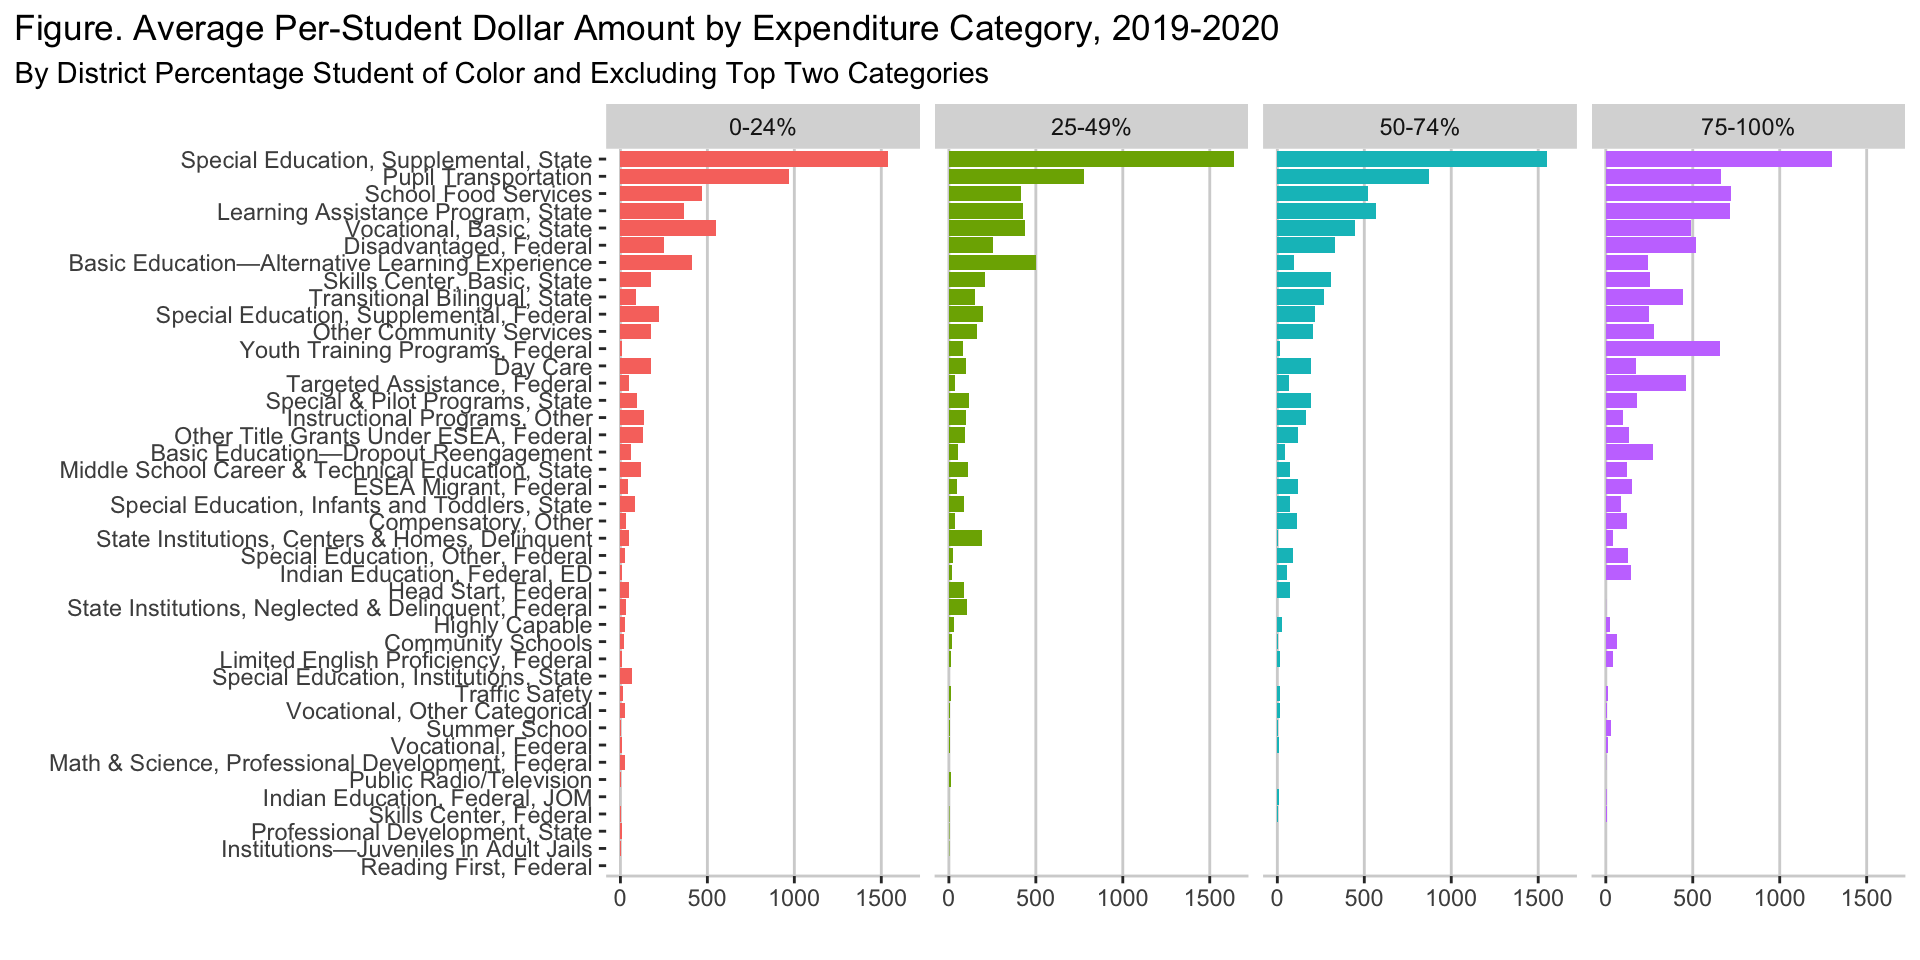 Figure. Average Per-Student Dollar Amount by Expenditure Category, 2019-2020
By District Percentage Student of Color and Excluding Top Two Categories
0-24% 25-49% 50-74% 75-100%
Special Education, Supplemental, State
Pupil Transportation
School Food Services
Learning Assistance Program, State
Vocational, Basic, State
Disadvantaged, Federal
Basic Education—Alternative Learning Experience
Skills Center, Basic, State
Transitional Bilingual, State
Special Education, Supplemental, Federal
Other Community Services
Youth Training Programs, Federal
Day Care
Targeted Assistance, Federal
Special & Pilot Programs, State
Instructional Programs, Other
Other Title Grants Under ESEA, Federal
Basic Education—Dropout Reengagement
Middle School Career & Technical Education, State
ESEA Migrant, Federal
Special Education, Infants and Toddlers, State
Compensatory, Other
State Institutions, Centers & Homes, Delinquent
Special Education, Other, Federal
Indian Education, Federal, ED
Head Start, Federal
State Institutions, Neglected & Delinquent, Federal
Highly Capable
Community Schools
Limited English Proficiency, Federal
Special Education, Institutions, State
Traffic Safety
Vocational, Other Categorical
Summer School
Vocational, Federal
Math & Science, Professional Development, Federal
Public Radio/Television
Indian Education, Federal, JOM
Skills Center, Federal
Professional Development, State
Institutions—Juveniles in Adult Jails
Reading First, Federal
0 500 1000 1500 0 500 1000 1500 0 500 1000 1500 0 500 1000 1500